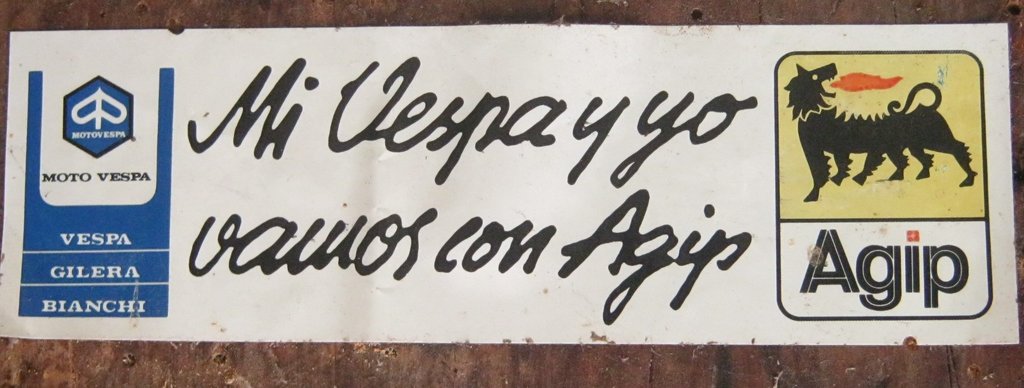 MOTOVESPA
MOTO VESPA
VESPA
GILERA
BIANCHI
Mi Vespa y yo
vamos con Agip
Agip